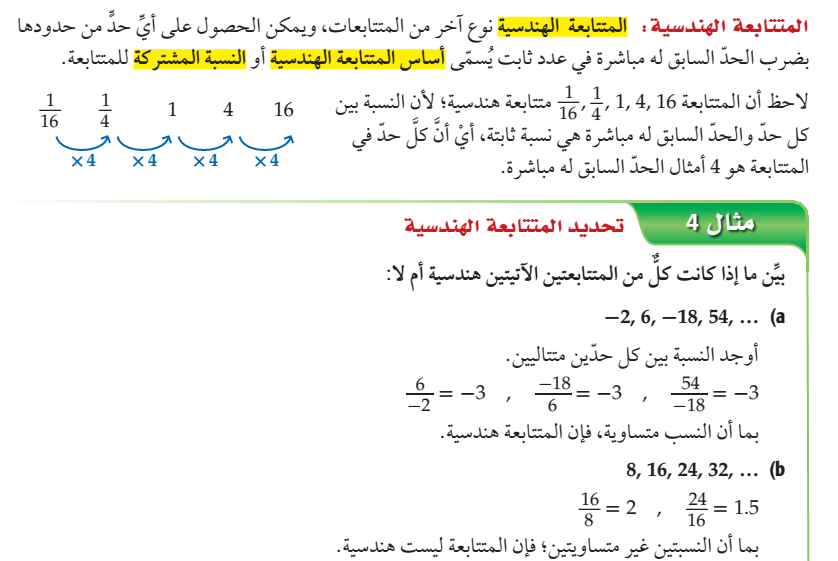 المتتابعة الهندسية: المتتابعة الهندسية نوع آخر من المتتابعات، ويمكن الحصول على أيِّ حدٍّ من حدودها
بضرب الحدّ السابق له مباشرة في عدد ثابت يُسمّى أساس المتتابعة الهندسية أو النسبة المشتركة للمتتابعة.
لاحظ أن المتتابعة 1/16, 1/4, 1, 4, 16 متتابعة هندسية؛ لأن النسبة بين
كل حدّ والحدّ السابق له مباشرة هي نسبة ثابتة، أيْ أنَّ كلَّ حدّ في
المتتابعة هو 4 أمثال الحدّ السابق له مباشرة.
1/16 1/4 1 4 16
×4 ×4 ×4 ×4
مثال 4 تحديد المتتابعة الهندسية
بيِّن ما إذا كانت كلٌّ من المتتابعتين الآتيتين هندسية أم لا:
(a −2, 6, −18, 54, ...
أوجد النسبة بين كل حدّين متتاليين.
6/−2 = −3 , −18/6 = −3 , 54/−18 = −3
بما أن النسب متساوية، فإن المتتابعة هندسية.
(b 8, 16, 24, 32, ...
16/8 = 2 , 24/16 = 1.5
بما أن النسبتين غير متساويتين؛ فإن المتتابعة ليست هندسية.